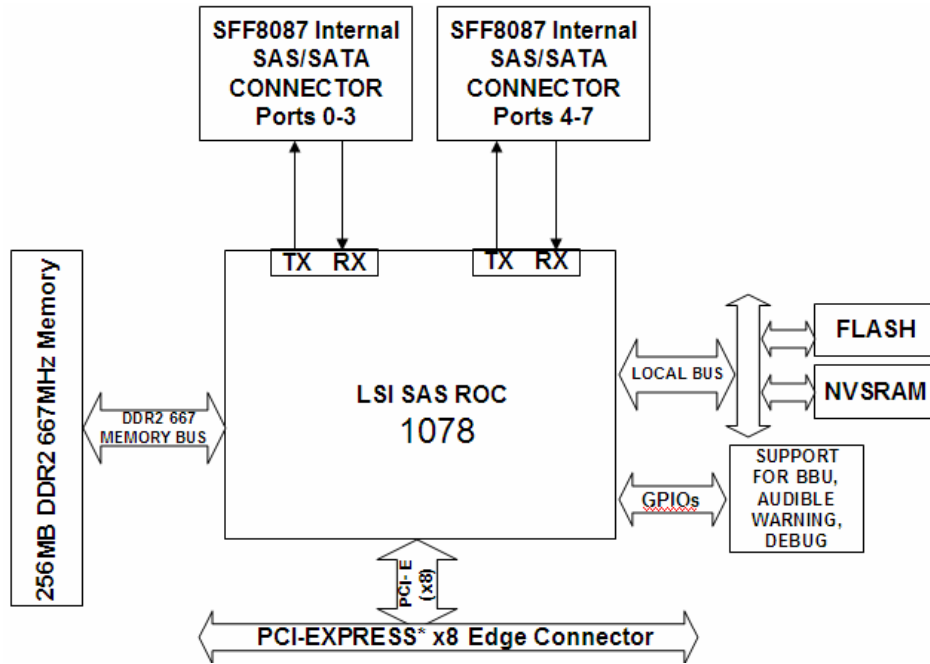 SFF8087 Internal
SAS/SATA
CONNECTOR
Ports 0-3
SFF8087 Internal
SAS/SATA
CONNECTOR
Ports 4-7
TX RX
TX RX
256MB DDR2 667MHz Memory
DDR2 667
MEMORY BUS
LSI SAS ROC
1078
LOCAL BUS
FLASH
NVSRAM
GPIOs
SUPPORT
FOR BBU,
AUDIBLE
WARNING,
DEBUG
PCI- E
(x8)
PCI-EXPRESS* x8 Edge Connector